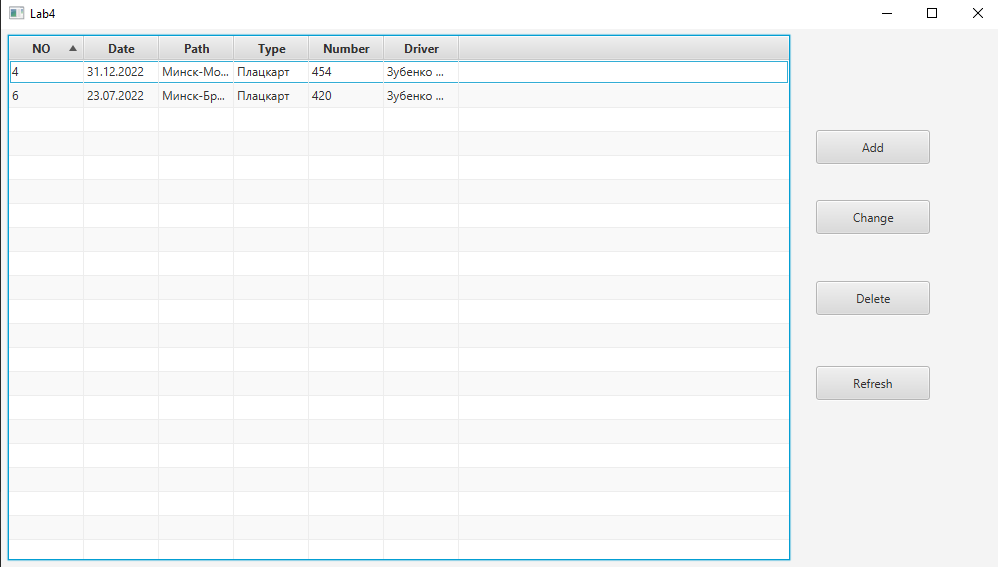 Lab4
NO Date Path Type Number Driver
4 31.12.2022 Минск-Мо... Плацкарт 454 Зубенко ...
6 23.07.2022 Минск-Бр... Плацкарт 420 Зубенко ...
Add
Change
Delete
Refresh